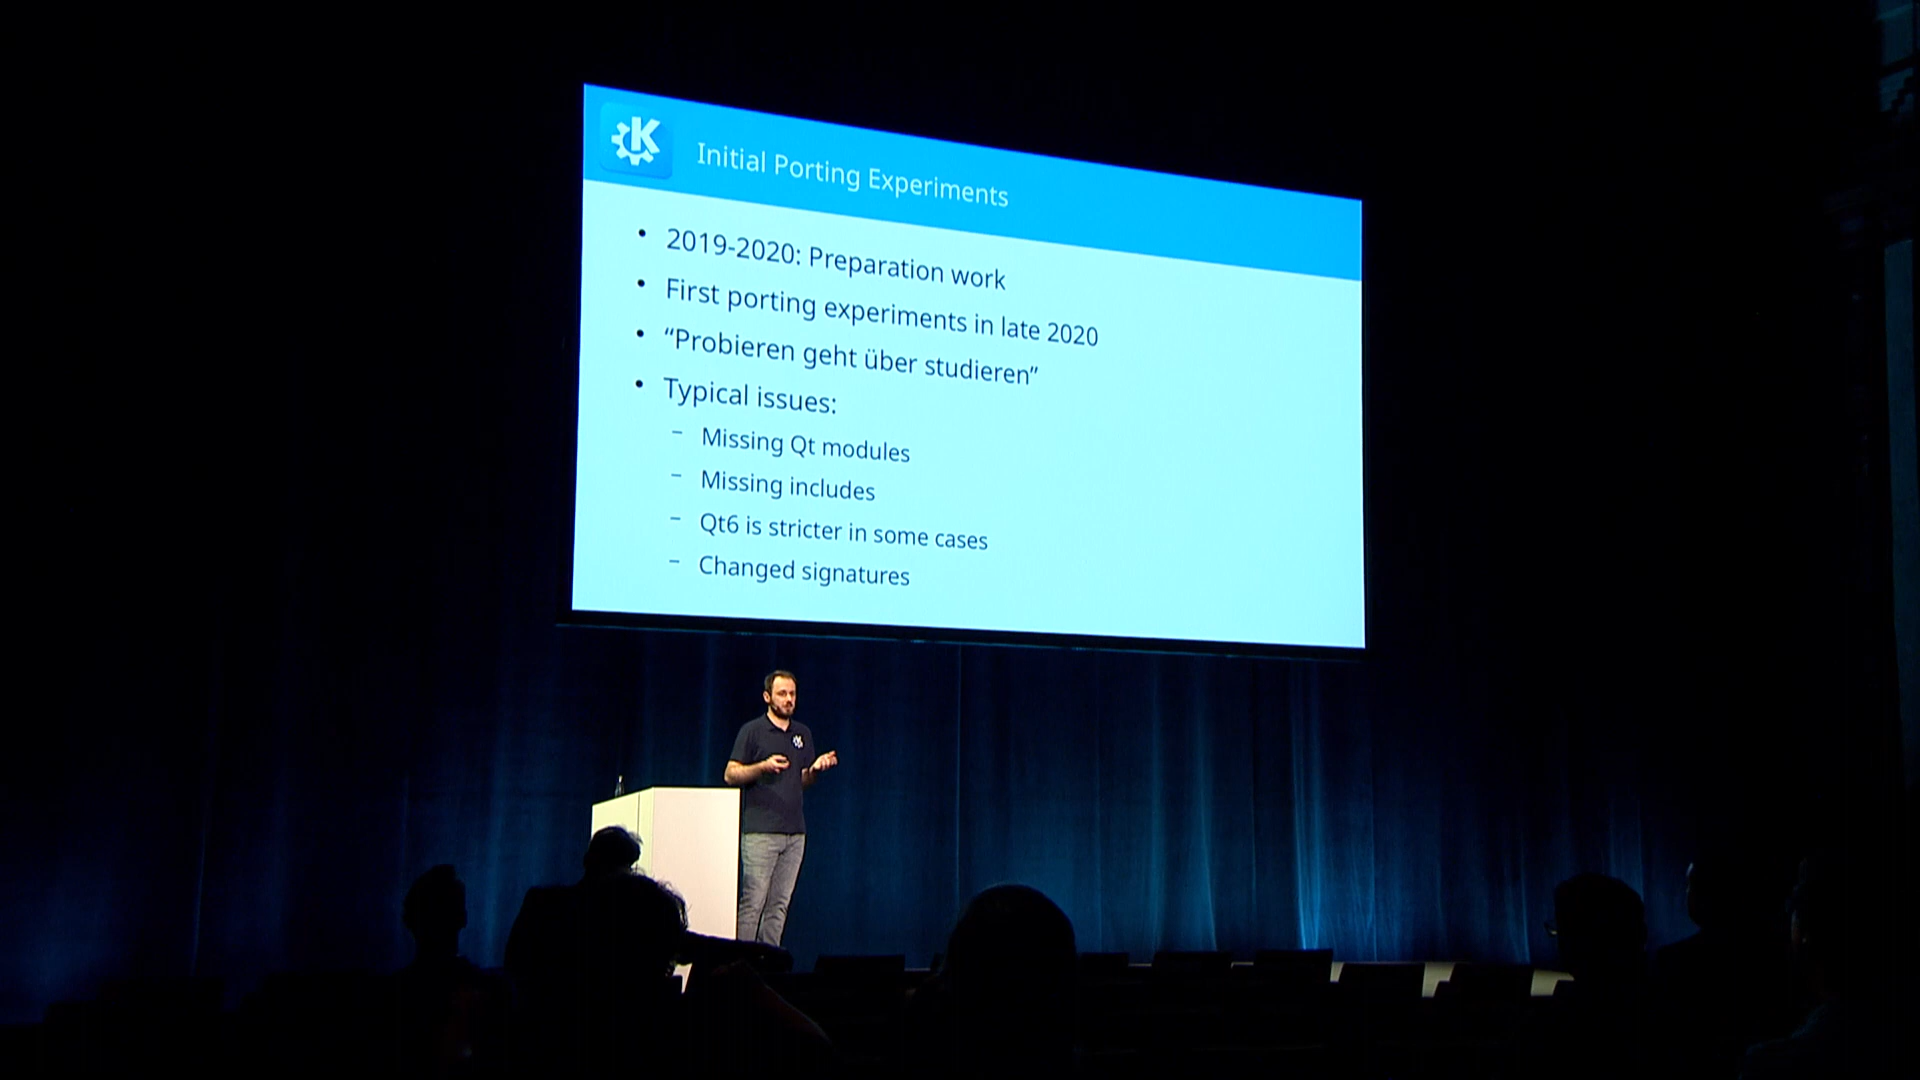 Initial Porting Experiments
• 2019-2020: Preparation work
• First porting experiments in late 2020
• “Probieren geht über studieren”
• Typical issues:
– Missing Qt modules
– Missing includes
– Qt6 is stricter in some cases
– Changed signatures